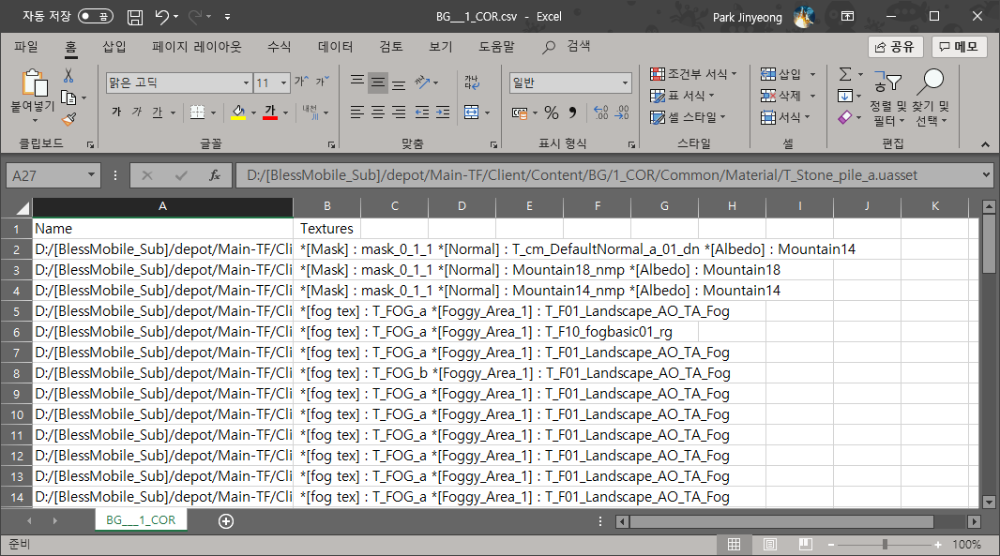 자동 저장 끔 BG___1_COR.csv - Excel Park Jinyeong
파일 홈 삽입 페이지 레이아웃 수식 데이터 검토 보기 도움말 검색 공유 메모
붙여넣기 맑은 고딕 11 가 가 일반 조건부 서식 삽입
표 서식 삭제 정렬 및 필터 찾기 및 선택
가 가 가 가 내천 % 셀 스타일 서식
클립보드 글꼴 맞춤 표시 형식 스타일 셀 편집
A27 fx D:/[BlessMobile_Sub]/depot/Main-TF/Client/Content/BG/1_COR/Common/Material/T_Stone_pile_a.uasset
A B C D E F G H I J K
1 Name Textures
2 D:/[BlessMobile_Sub]/depot/Main-TF/Cli *[Mask] : mask_0_1_1 *[Normal] : T_cm_DefaultNormal_a_01_dn *[Albedo] : Mountain14
3 D:/[BlessMobile_Sub]/depot/Main-TF/Cli *[Mask] : mask_0_1_1 *[Normal] : Mountain18_nmp *[Albedo] : Mountain18
4 D:/[BlessMobile_Sub]/depot/Main-TF/Cli *[Mask] : mask_0_1_1 *[Normal] : Mountain14_nmp *[Albedo] : Mountain14
5 D:/[BlessMobile_Sub]/depot/Main-TF/Cli *[fog tex] : T_FOG_a *[Foggy_Area_1] : T_F01_Landscape_AO_TA_Fog
6 D:/[BlessMobile_Sub]/depot/Main-TF/Cli *[fog tex] : T_FOG_a *[Foggy_Area_1] : T_F10_fogbasic01_rg
7 D:/[BlessMobile_Sub]/depot/Main-TF/Cli *[fog tex] : T_FOG_a *[Foggy_Area_1] : T_F01_Landscape_AO_TA_Fog
8 D:/[BlessMobile_Sub]/depot/Main-TF/Cli *[fog tex] : T_FOG_b *[Foggy_Area_1] : T_F01_Landscape_AO_TA_Fog
9 D:/[BlessMobile_Sub]/depot/Main-TF/Cli *[fog tex] : T_FOG_a *[Foggy_Area_1] : T_F01_Landscape_AO_TA_Fog
10 D:/[BlessMobile_Sub]/depot/Main-TF/Cli *[fog tex] : T_FOG_a *[Foggy_Area_1] : T_F01_Landscape_AO_TA_Fog
11 D:/[BlessMobile_Sub]/depot/Main-TF/Cli *[fog tex] : T_FOG_a *[Foggy_Area_1] : T_F01_Landscape_AO_TA_Fog
12 D:/[BlessMobile_Sub]/depot/Main-TF/Cli *[fog tex] : T_FOG_a *[Foggy_Area_1] : T_F01_Landscape_AO_TA_Fog
13 D:/[BlessMobile_Sub]/depot/Main-TF/Cli *[fog tex] : T_FOG_a *[Foggy_Area_1] : T_F01_Landscape_AO_TA_Fog
14 D:/[BlessMobile_Sub]/depot/Main-TF/Cli *[fog tex] : T_FOG_a *[Foggy_Area_1] : T_F01_Landscape_AO_TA_Fog
BG___1_COR
준비 100%